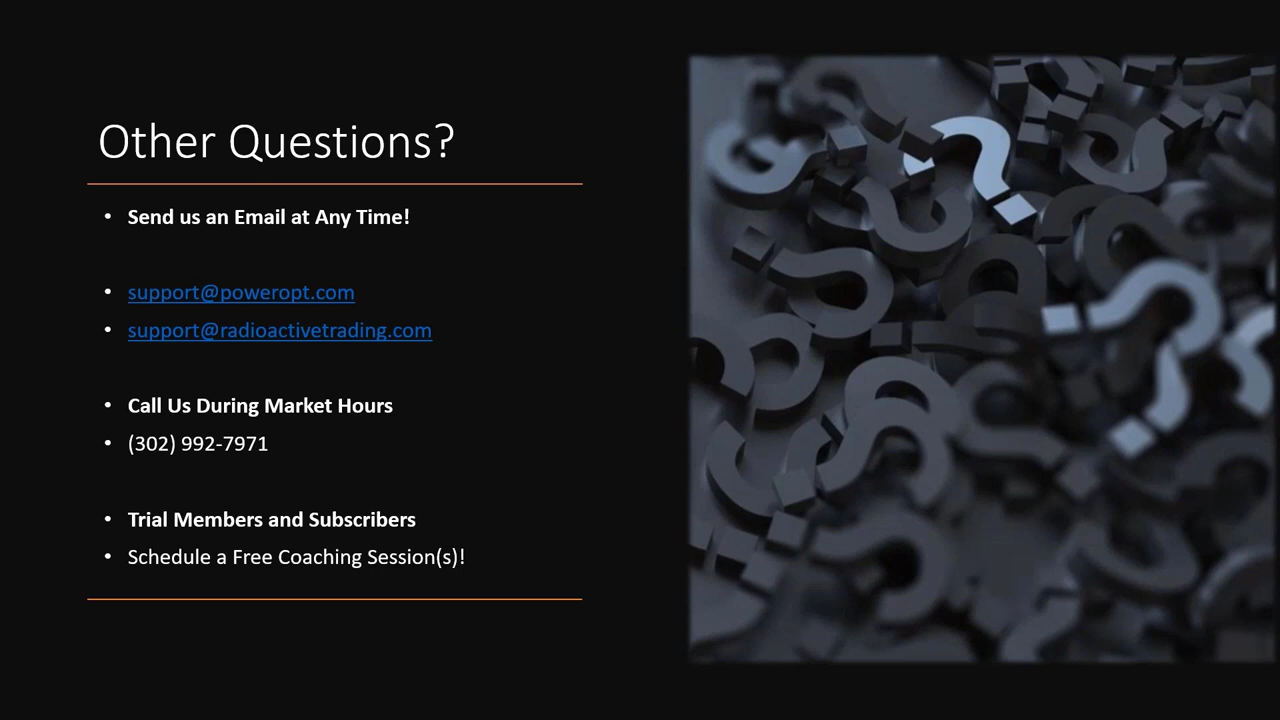 Other Questions?
• Send us an Email at Any Time!
• support@poweropt.com
• support@radioactivetrading.com
• Call Us During Market Hours
• (302) 992-7971
• Trial Members and Subscribers
• Schedule a Free Coaching Session(s)!